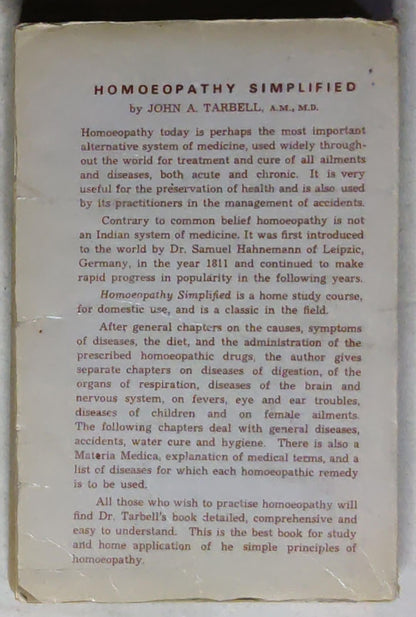 HOMOEOPATHY SIMPLIFIED
by JOHN A. TARBELL, A.M., M.D.
Homoeopathy today is perhaps the most important
alternative system of medicine, used widely through-
out the world for treatment and cure of all ailments
and diseases, both acute and chronic. It is very
useful for the preservation of health and is also used
by its practitioners in the management of accidents.
Contrary to common belief homoeopathy is not
an Indian system of medicine. It was first introduced
to the world by Dr. Samuel Hahnemann of Leipzic,
Germany, in the year 1811 and continued to make
rapid progress in popularity in the following years.
Homoeopathy Simplified is a home study course,
for domestic use, and is a classic in the field.
After general chapters on the causes, symptoms
of diseases, the diet, and the administration of the
prescribed homoeopathic drugs, the author gives
separate chapters on diseases of digestion, of the
organs of respiration, diseases of the brain and
nervous system, on fevers, eye and ear troubles,
diseases of children and on female ailments.
The following chapters deal with general diseases,
accidents, water cure and hygiene. There is also a
Materia Medica, explanation of medical terms, and a
list of diseases for which each homoeopathic remedy
is to be used.
All those who wish to practise homoeopathy will
find Dr. Tarbell's book detailed, comprehensive and
easy to understand. This is the best book for study
and home application of he simple principles of
homoeopathy.